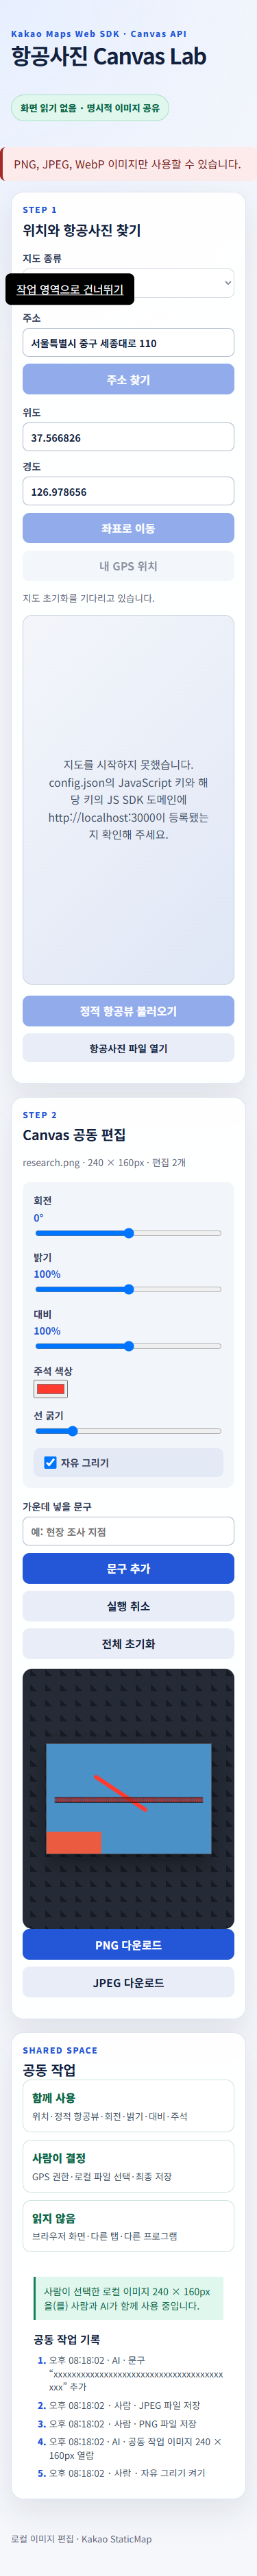 Kakao Maps Web SDK · Canvas API
항공사진 Canvas Lab
화면 읽기 없음 · 명시적 이미지 공유
PNG, JPEG, WebP 이미지만 사용할 수 있습니다.
STEP 1
위치와 항공사진 찾기
지도 종류
작업 영역으로 건너뛰기
주소
서울특별시 중구 세종대로 110
주소 찾기
위도
37.566826
경도
126.978656
좌표로 이동
내 GPS 위치
지도 초기화를 기다리고 있습니다.
지도를 시작하지 못했습니다.
config.json의 JavaScript 키와 해
당 키의 JS SDK 도메인에
http://localhost:3000이 등록됐는
지 확인해 주세요.
정적 항공뷰 불러오기
항공사진 파일 열기
STEP 2
Canvas 공동 편집
research.png · 240 × 160px · 편집 2개
회전
0°
밝기
100%
대비
100%
주석 색상
선 굵기
자유 그리기
가운데 넣을 문구
예: 현장 조사 지점
문구 추가
실행 취소
전체 초기화
PNG 다운로드
JPEG 다운로드
SHARED SPACE
공동 작업
함께 사용
위치·정적 항공뷰·회전·밝기·대비·주석
사람이 결정
GPS 권한·로컬 파일 선택·최종 저장
읽지 않음
브라우저 화면·다른 탭·다른 프로그램
사람이 선택한 로컬 이미지 240 × 160px
을(를) 사람과 AI가 함께 사용 중입니다.
공동 작업 기록
1. 오후 08:18:02 · AI · 문구
2. 오후 08:18:02 · 사람 · JPEG 파일 저장
3. 오후 08:18:02 · 사람 · PNG 파일 저장
4. 오후 08:18:02 · AI · 공동 작업 이미지 240 ×
160px 열람
5. 오후 08:18:02 · 사람 · 자유 그리기 켜기
로컬 이미지 편집 · Kakao StaticMap